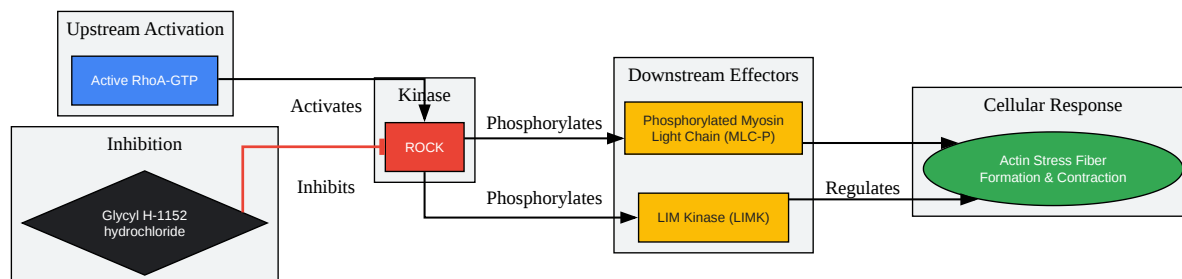 Upstream Activation
Active RhoA-GTP
Activates
Inhibition
Glycyl H-1152
hydrochloride
Inhibits
Kinase
ROCK
Phosphorylates
Phosphorylates
Downstream Effectors
Phosphorylated Myosin
Light Chain (MLC-P)
LIM Kinase (LIMK)
Regulates
Cellular Response
Actin Stress Fiber
Formation & Contraction